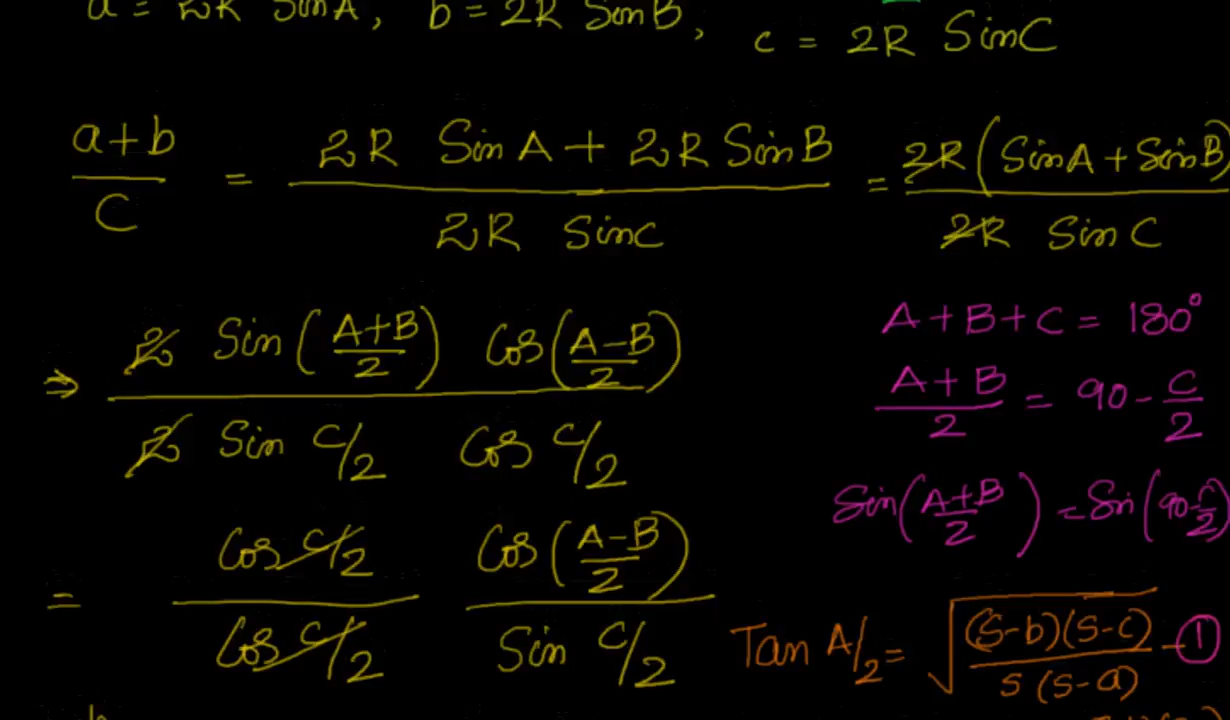 a = 2R SinA, b = 2R SinB, c = 2R SinC
a+b / C = 2R SinA + 2R SinB / 2R SinC = 2R (SinA + SinB) / 2R SinC
A+B+C = 180°
⇒ 2 Sin(A+B/2) Cos(A-B/2) / 2 Sin C/2 Cos C/2
A+B/2 = 90 - C/2
Sin(A+B/2) = Sin(90-C/2)
= Cos C/2 / Cos C/2 Cos(A-B/2) / Sin C/2
Tan A/2 = √(S-b)(S-c) / S(S-a) - ①